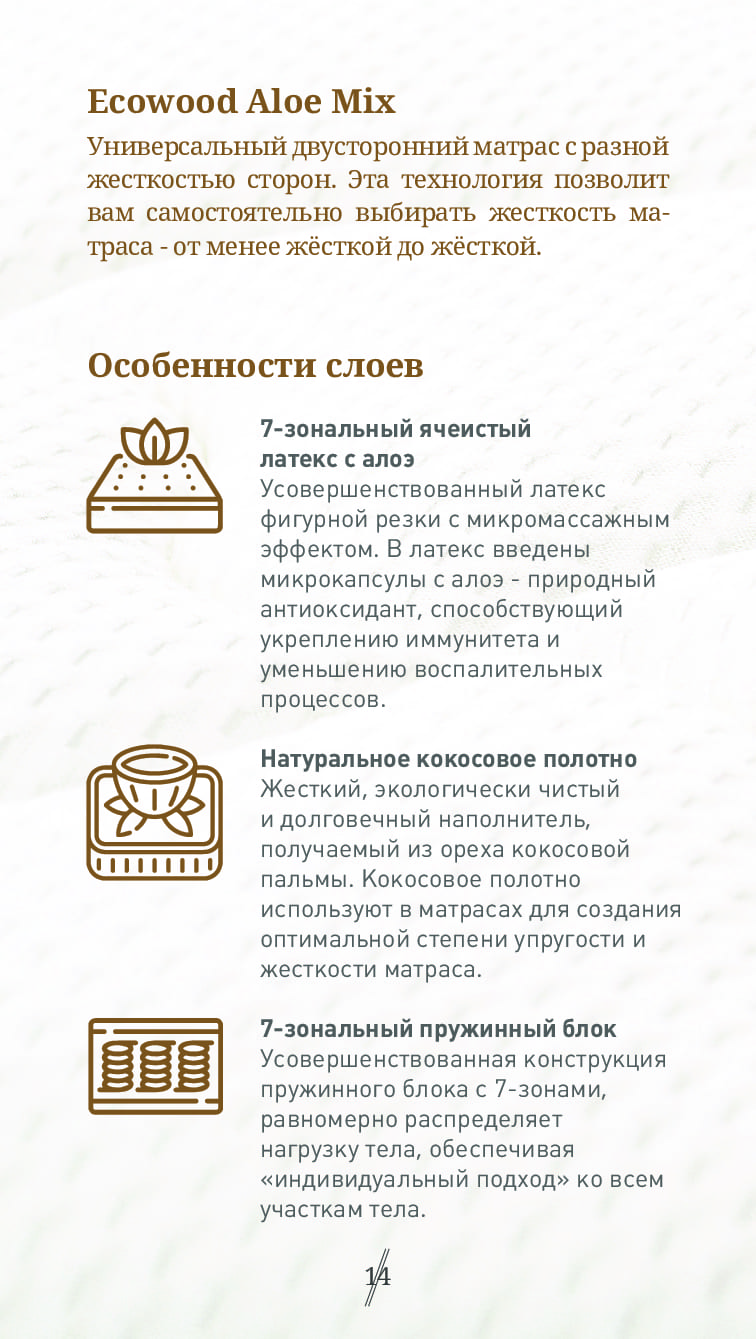 Ecowood Aloe Mix
Универсальный двусторонний матрас с разной
жесткостью сторон. Эта технология позволит
вам самостоятельно выбирать жесткость ма-
траса - от менее жёсткой до жёсткой.
Особенности слоев
7-зональный ячеистый
латекс с алоэ
Усовершенствованный латекс
фигурной резки с микромассажным
эффектом. В латекс введены
микрокапсулы с алоэ - природный
антиоксидант, способствующий
укреплению иммунитета и
уменьшению воспалительных
процессов.
Натуральное кокосовое полотно
Жесткий, экологически чистый
и долговечный наполнитель,
получаемый из ореха кокосовой
пальмы. Кокосовое полотно
используют в матрасах для создания
оптимальной степени упругости и
жесткости матраса.
7-зональный пружинный блок
Усовершенствованная конструкция
пружинного блока с 7-зонами,
равномерно распределяет
нагрузку тела, обеспечивая
«индивидуальный подход» ко всем
участкам тела.
14